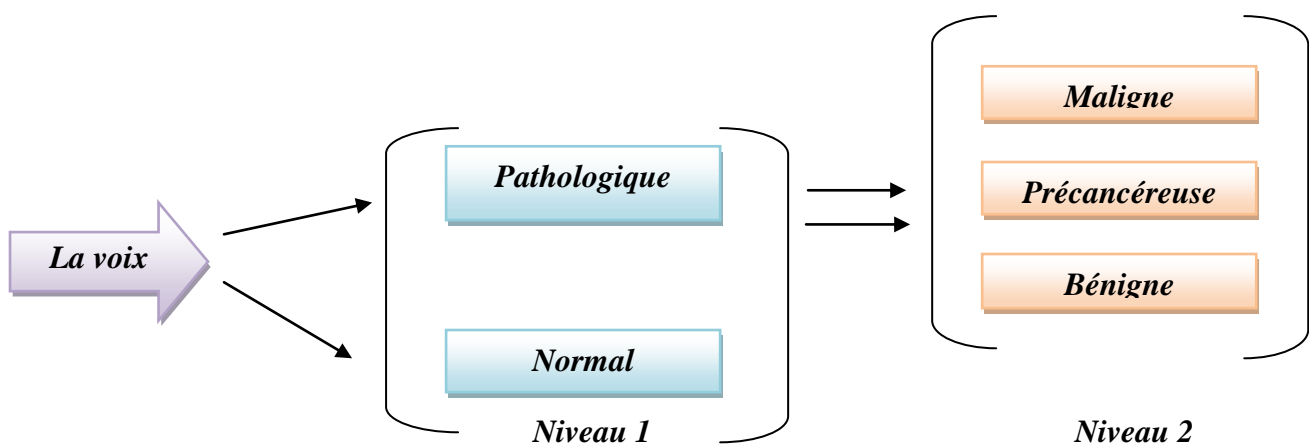 La voix
Pathologique
Normal
Niveau 1
Maligne
Précancéreuse
Bénigne
Niveau 2